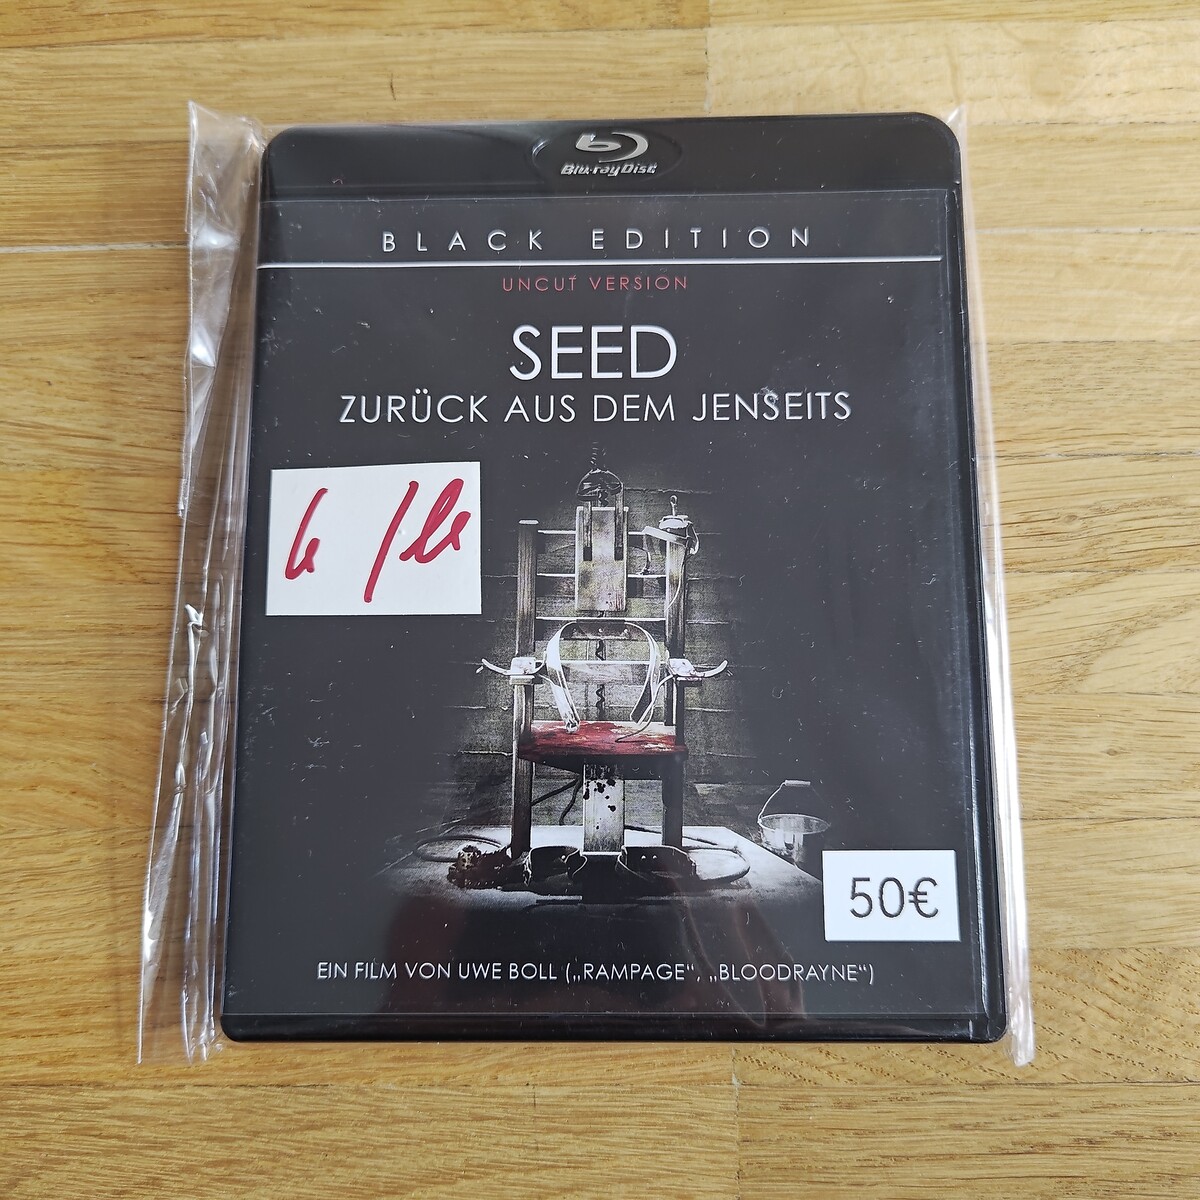 Blu-ray Disc
BLACK EDITION
UNCUT VERSION
SEED
ZURÜCK AUS DEM JENSEITS
50€
EIN FILM VON UWE BOLL („RAMPAGE“, „BLOODRAYNE“)